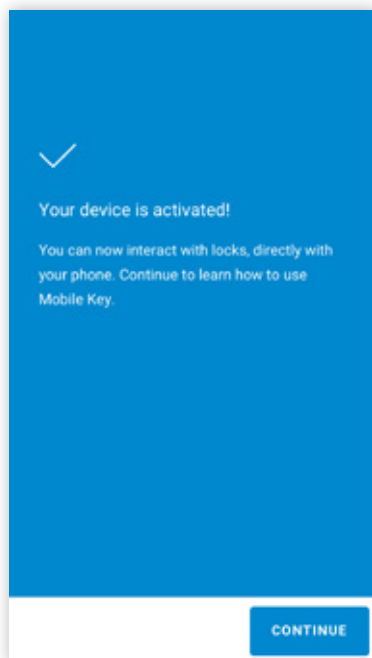 Your device is activated!
You can now interact with locks, directly with
your phone. Continue to learn how to use
Mobile Key.
CONTINUE